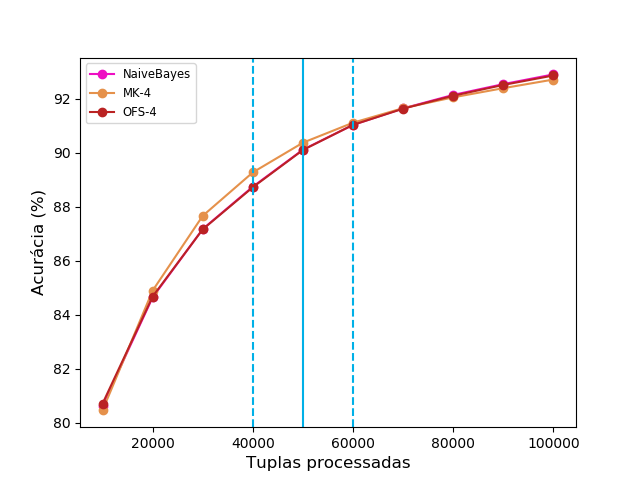 NaiveBayes
MK-4
OFS-4
Acurácia (%)
92
90
88
86
84
82
80
20000 40000 60000 80000 100000
Tuplas processadas